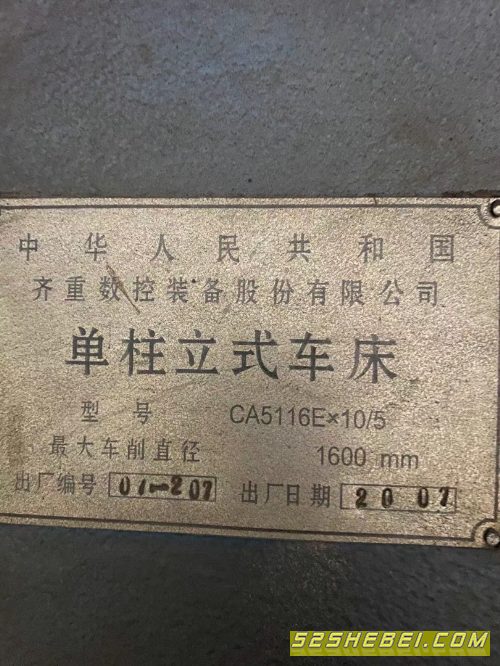 中华人民共和国
齐重数控装备股份有限公司
单柱立式车床
型号 CA5116E×10/5
最大车削直径 1600 mm
出厂编号 07-207 出厂日期 2007
52SHEBEI.COM